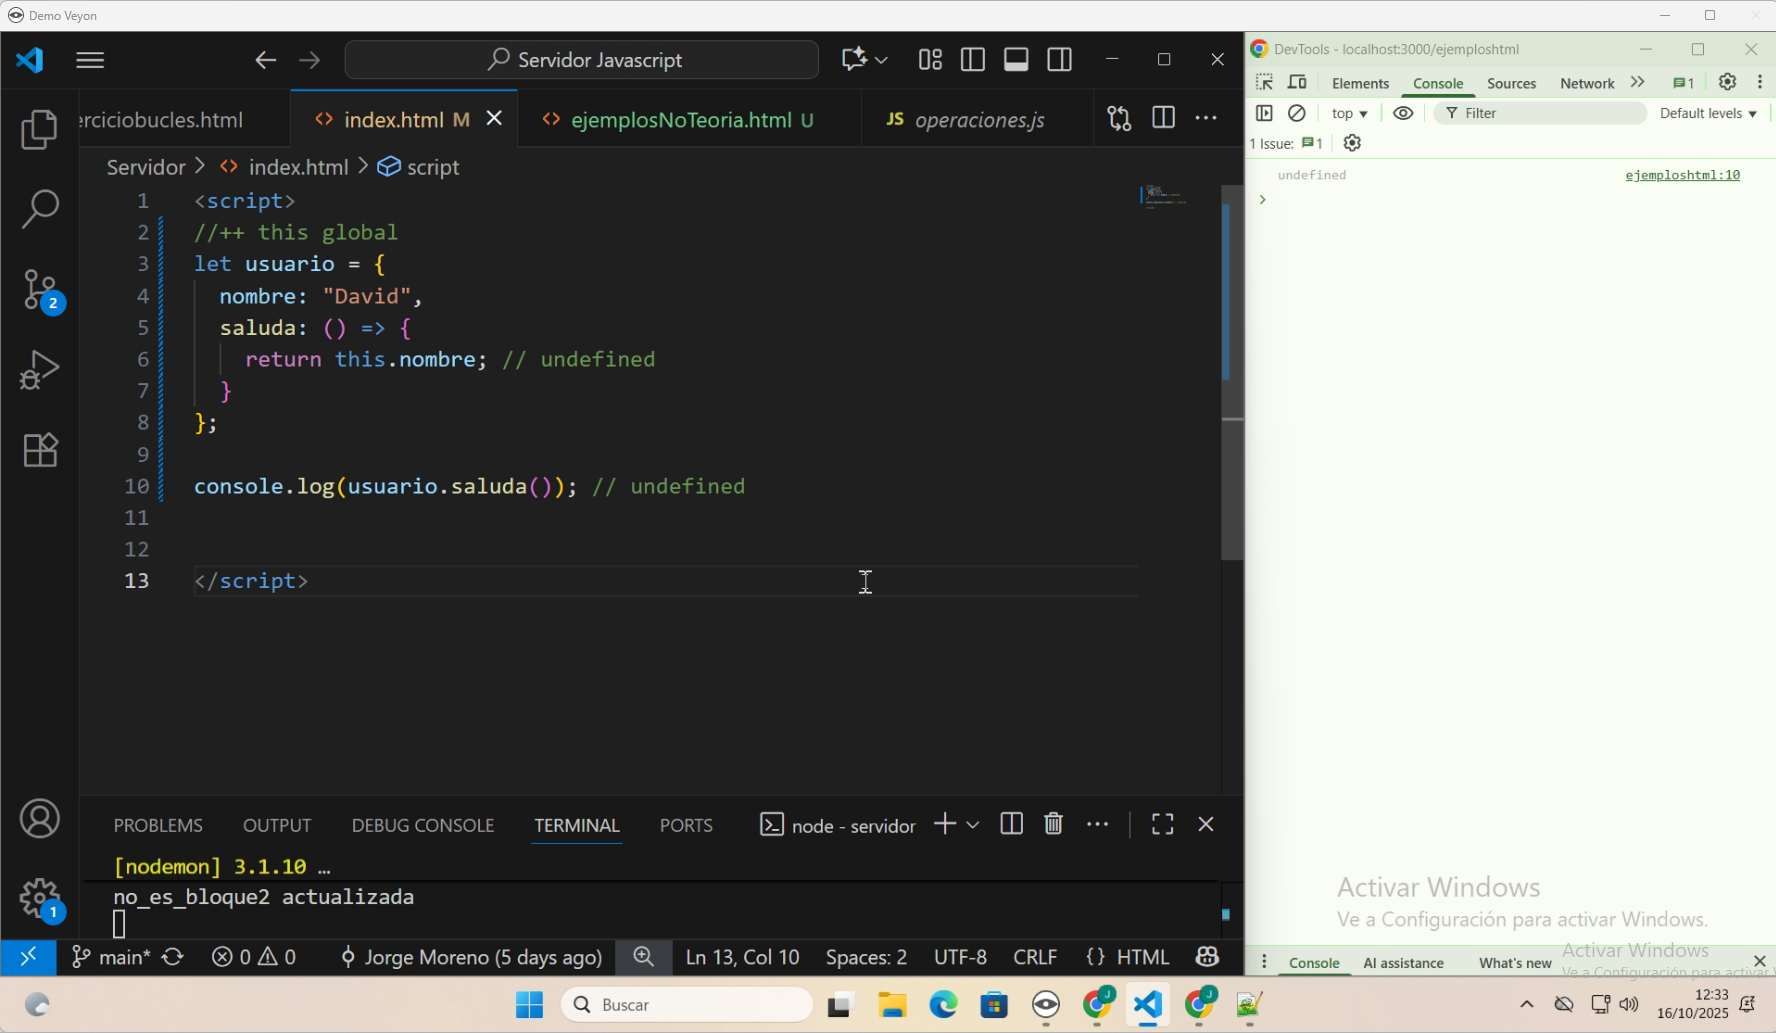 Demo Veyon
Servidor Javascript
erciciobucles.html
index.html M
ejemplosNoTeoria.html U
JS operaciones.js
Servidor > index.html > script
1 <script>
2 //++ this global
3 let usuario = {
4 nombre: "David",
5 saluda: () => {
6 return this.nombre; // undefined
7 }
8 };
9
10 console.log(usuario.saluda()); // undefined
11
12
13 </script>
2
1
PROBLEMS OUTPUT DEBUG CONSOLE TERMINAL PORTS node - servidor
[nodemon] 3.1.10 …
no_es_bloque2 actualizada
main* 0 0 Jorge Moreno (5 days ago) Ln 13, Col 10 Spaces: 2 UTF-8 CRLF {} HTML
DevTools - localhost:3000/ejemploshtml
Elements Console Sources Network 1
top Filter Default levels
1 Issue: 1
undefined ejemploshtml:10
>
Activar Windows
Ve a Configuración para activar Windows.
Activar Windows
Ve a Configuración para activar
Console AI assistance What's new
Buscar
J
J
12:33
16/10/2025